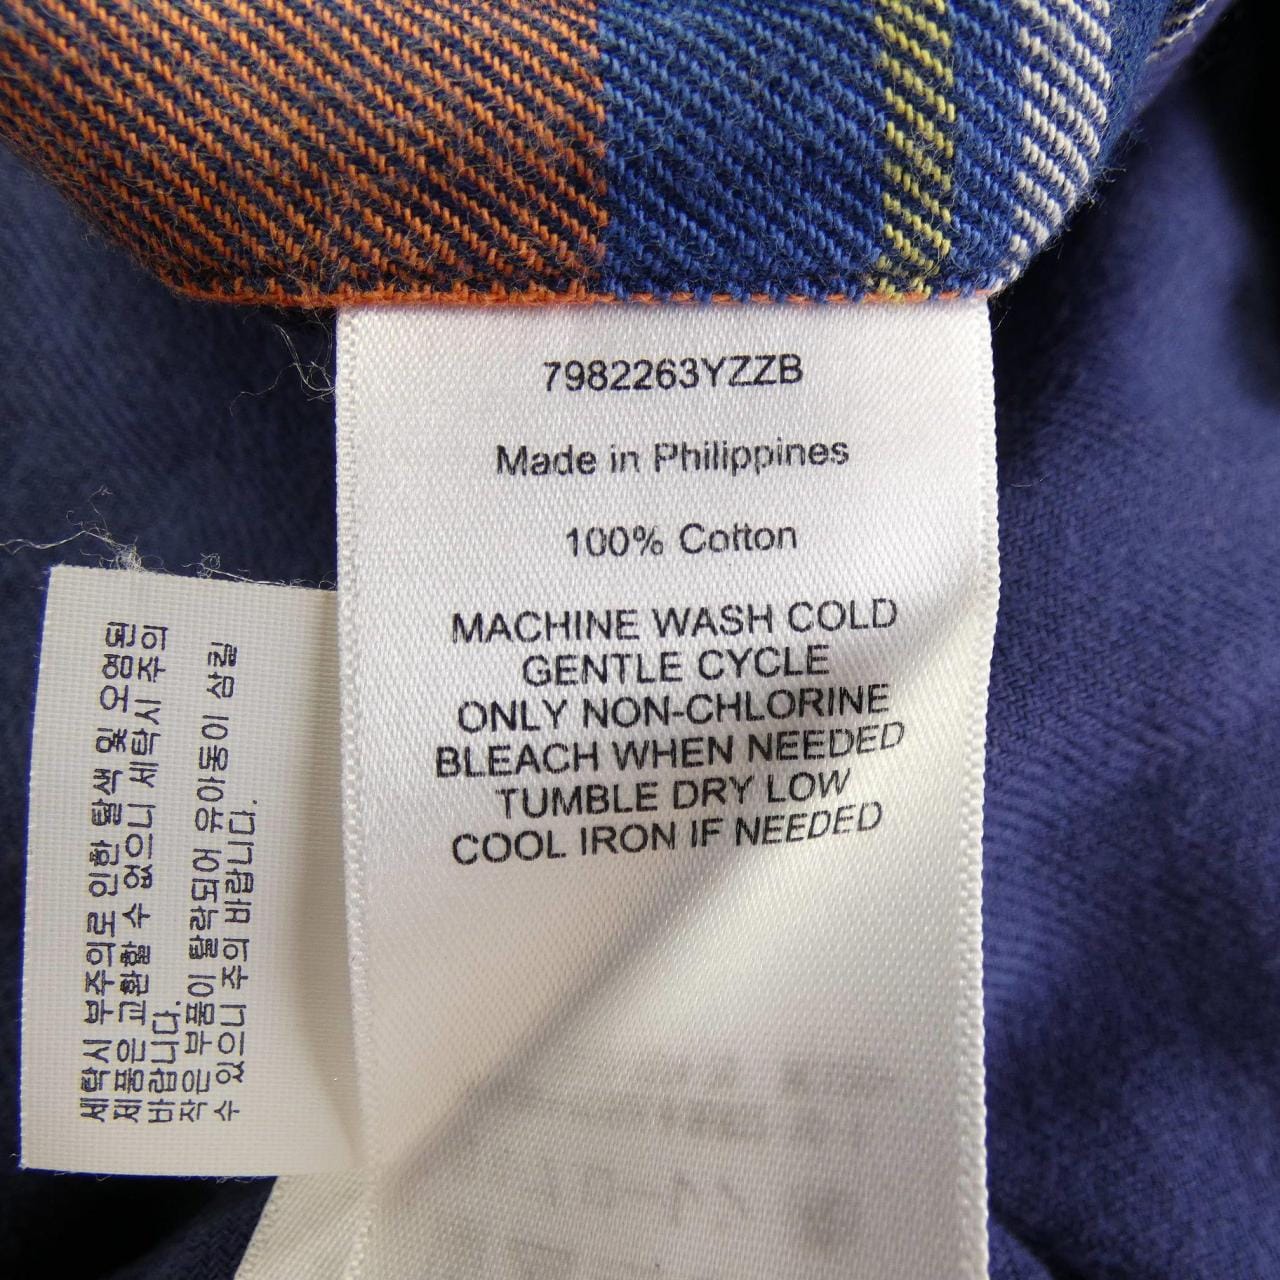 7982263YZZB
Made in Philippines
100% Cotton
MACHINE WASH COLD
GENTLE CYCLE
ONLY NON-CHLORINE
BLEACH WHEN NEEDED
TUMBLE DRY LOW
COOL IRON IF NEEDED
세탁시 부주의로 인한 탈색 및 오염된
제품은 교환할 수 없으니 세탁시 주의
바랍니다.
작은 부품이 탈락되어 유아동이 삼킬
수 있으니 주의 바랍니다.